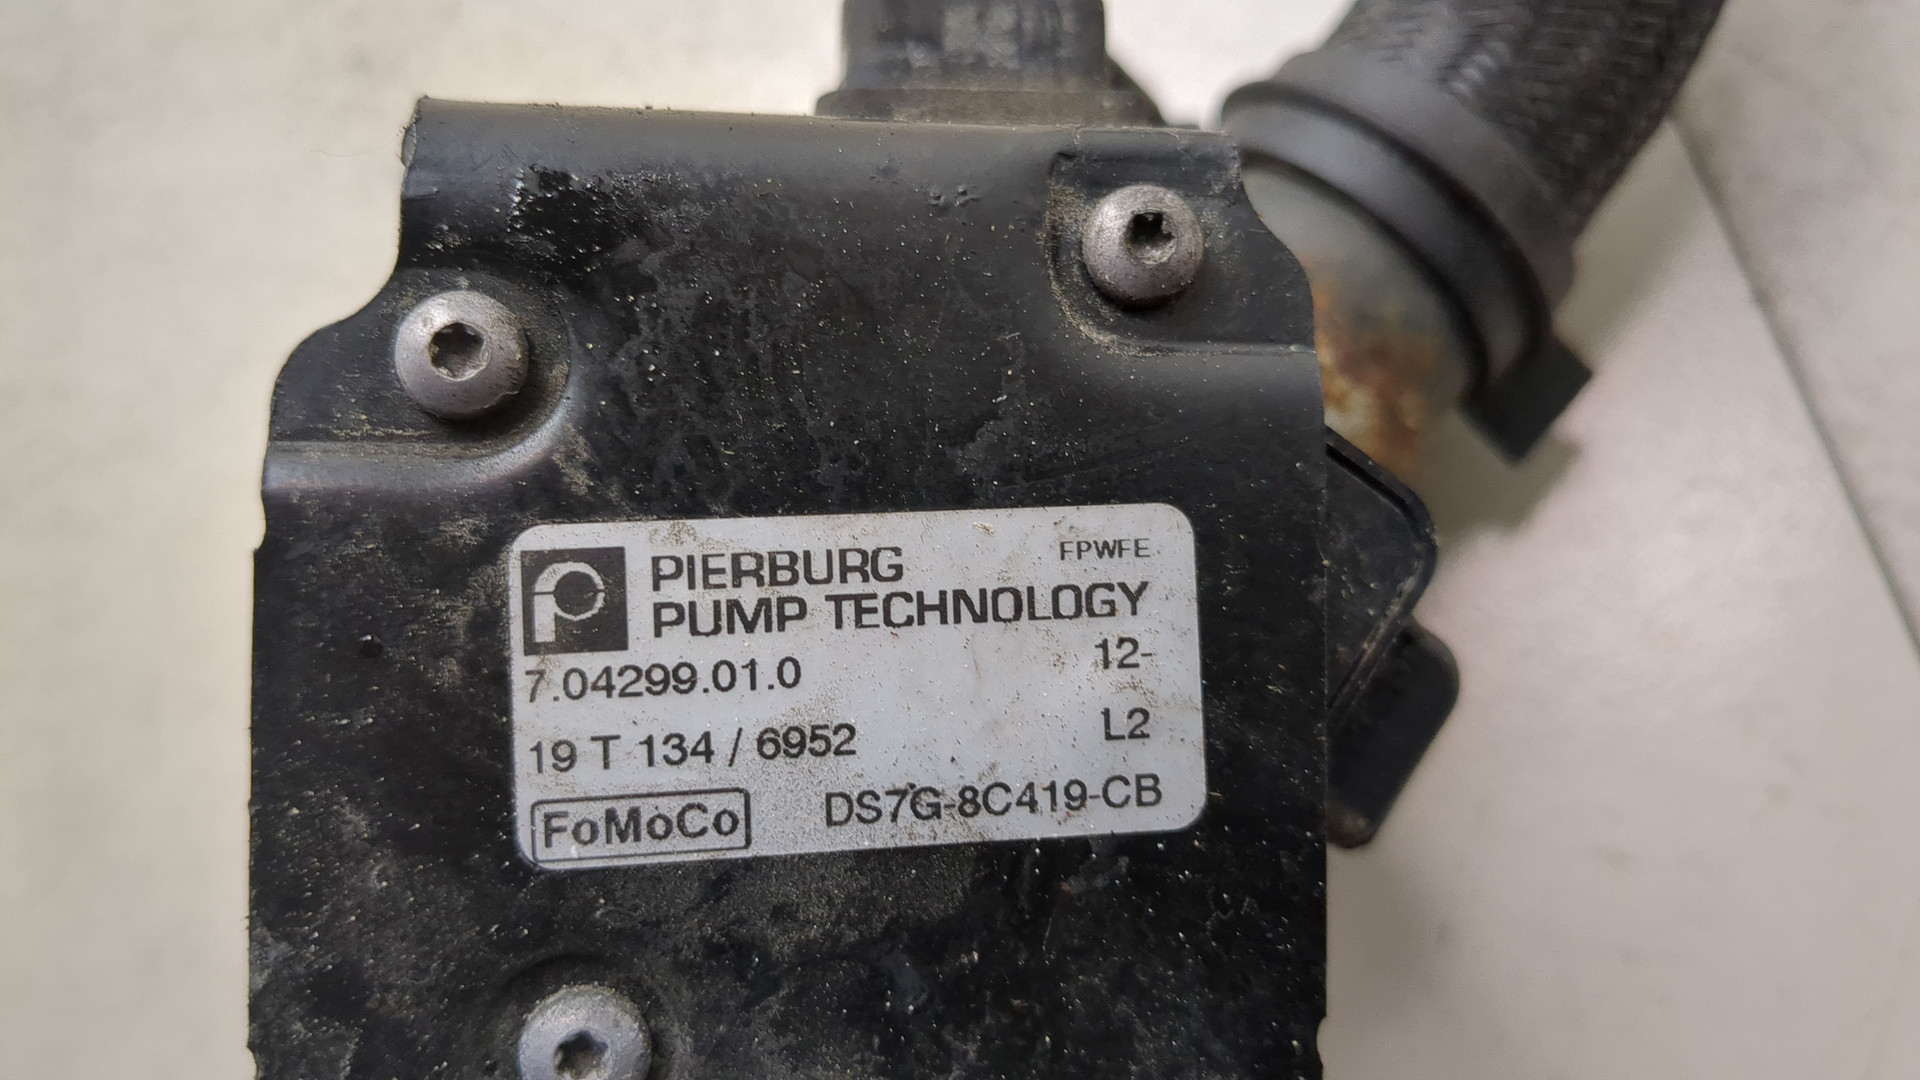 PIERBURG FPWFE
PUMP TECHNOLOGY
7.04299.01.0 12-
19 T 134 / 6952 L2
FoMoCo DS7G-8C419-CB